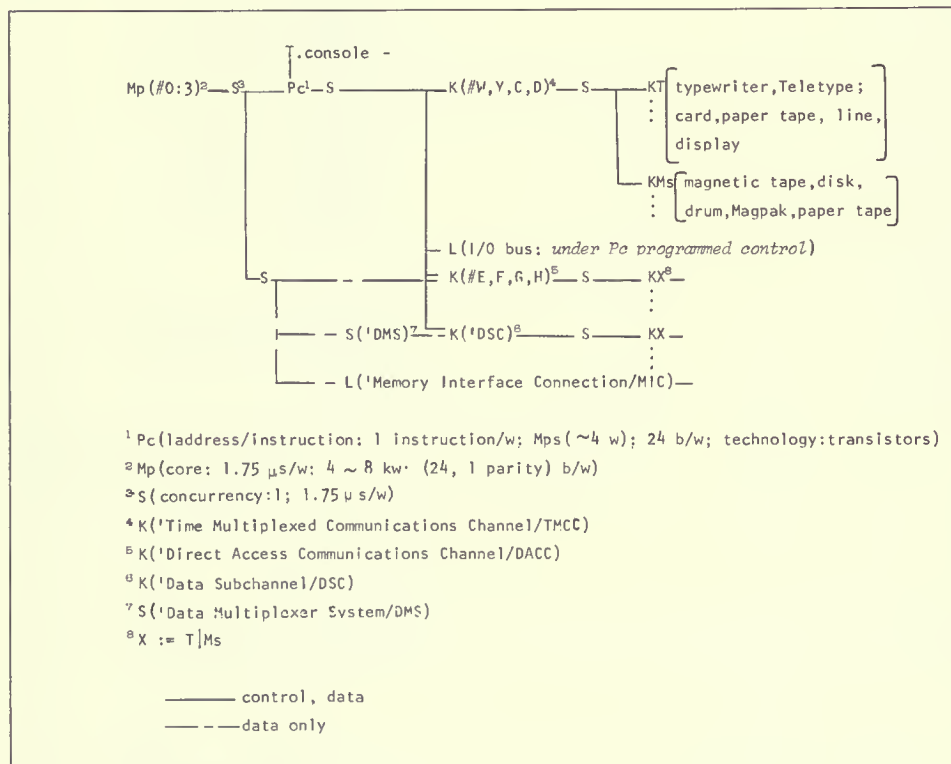 T.console -
Mp(#0:3)²—S³—Pc¹—S—K(#W,Y,C,D)⁴—S—KT[typewriter,Teletype;
card,paper tape, line,
display]
KMs[magnetic tape,disk,
drum,Magpak,paper tape]
L(I/O bus: under Pc programmed control)
S—K(#E,F,G,H)⁵—S—KX⁸—
S('DMS)⁷—K('DSC)⁶—S—KX—
L('Memory Interface Connection/MIC)—
¹ Pc(1address/instruction: 1 instruction/w; Mps(~4 w); 24 b/w; technology:transistors)
² Mp(core: 1.75 μs/w: 4 ~ 8 kw· (24, 1 parity) b/w)
³ S(concurrency:1; 1.75 μ s/w)
⁴ K('Time Multiplexed Communications Channel/TMCC)
⁵ K('Direct Access Communications Channel/DACC)
⁶ K('Data Subchannel/DSC)
⁷ S('Data Multiplexer System/DMS)
⁸ X := T|Ms
control, data
data only